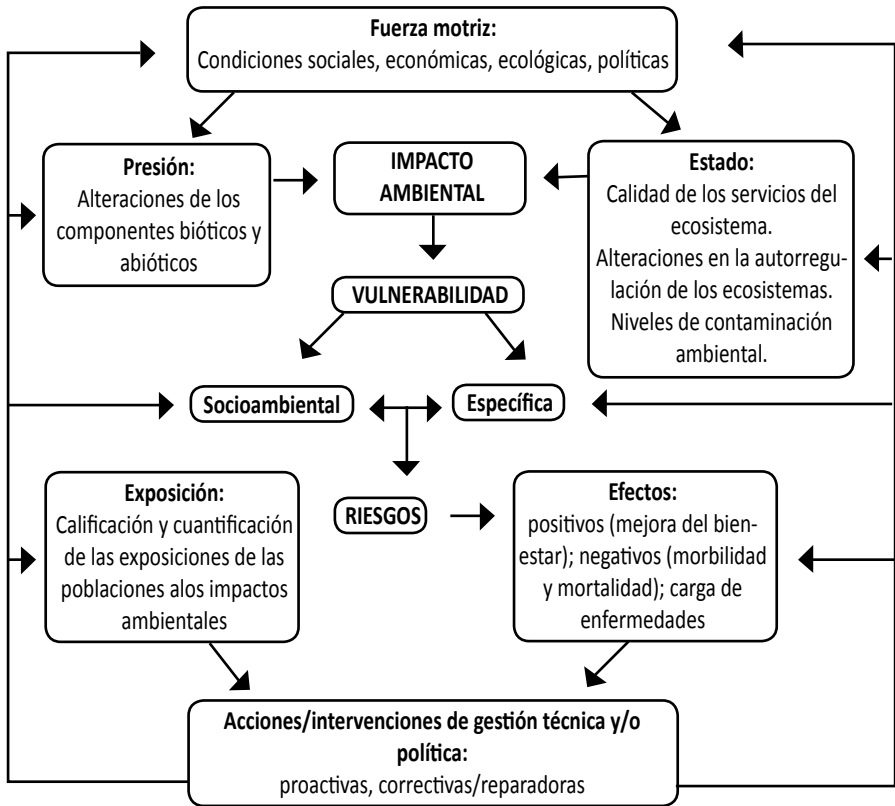 Fuerza motriz:
Condiciones sociales, económicas, ecológicas, políticas
Presión:
Alteraciones de los
componentes bióticos y
abióticos
IMPACTO
AMBIENTAL
Estado:
Calidad de los servicios del
ecosistema.
Alteraciones en la autorregu-
lación de los ecosistemas.
Niveles de contaminación
ambiental.
VULNERABILIDAD
Socioambiental
Específica
Exposición:
Calificación y cuantificación
de las exposiciones de las
poblaciones alos impactos
ambientales
RIESGOS
Efectos:
positivos (mejora del bien-
estar); negativos (morbilidad
y mortalidad); carga de
enfermedades
Acciones/intervenciones de gestión técnica y/o
política:
proactivas, correctivas/reparadoras